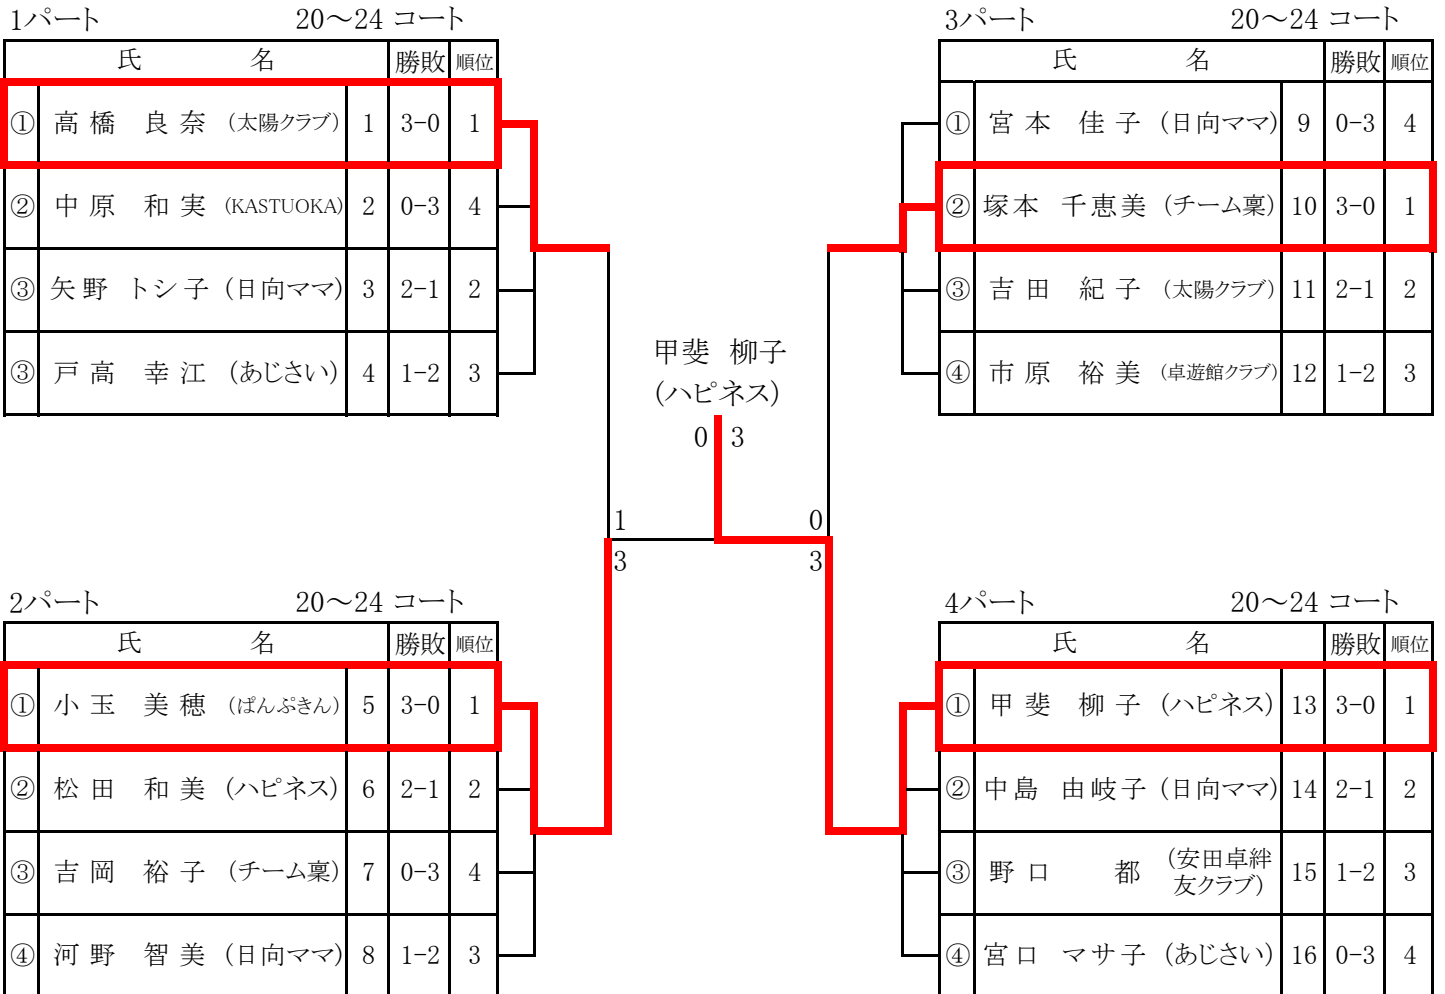 1パート 20～24 コート
氏 名 勝敗 順位
① 高橋 良奈 (太陽クラブ) 1 3-0 1
② 中原 和実 (KASTUOKA) 2 0-3 4
③ 矢野 トシ子 (日向ママ) 3 2-1 2
③ 戸高 幸江 (あじさい) 4 1-2 3
3パート 20～24 コート
氏 名 勝敗 順位
① 宮本 佳子 (日向ママ) 9 0-3 4
② 塚本 千恵美 (チーム稟) 10 3-0 1
③ 吉田 紀子 (太陽クラブ) 11 2-1 2
④ 市原 裕美 (卓遊館クラブ) 12 1-2 3
甲斐 柳子
(ハピネス)
0 3
1 0
3 3
2パート 20～24 コート
氏 名 勝敗 順位
① 小玉 美穂 (ぱんぷきん) 5 3-0 1
② 松田 和美 (ハピネス) 6 2-1 2
③ 吉岡 裕子 (チーム稟) 7 0-3 4
④ 河野 智美 (日向ママ) 8 1-2 3
4パート 20～24 コート
氏 名 勝敗 順位
① 甲斐 柳子 (ハピネス) 13 3-0 1
② 中島 由岐子 (日向ママ) 14 2-1 2
③ 野口 都 (安田卓絆
友クラブ) 15 1-2 3
④ 宮口 マサ子 (あじさい) 16 0-3 4